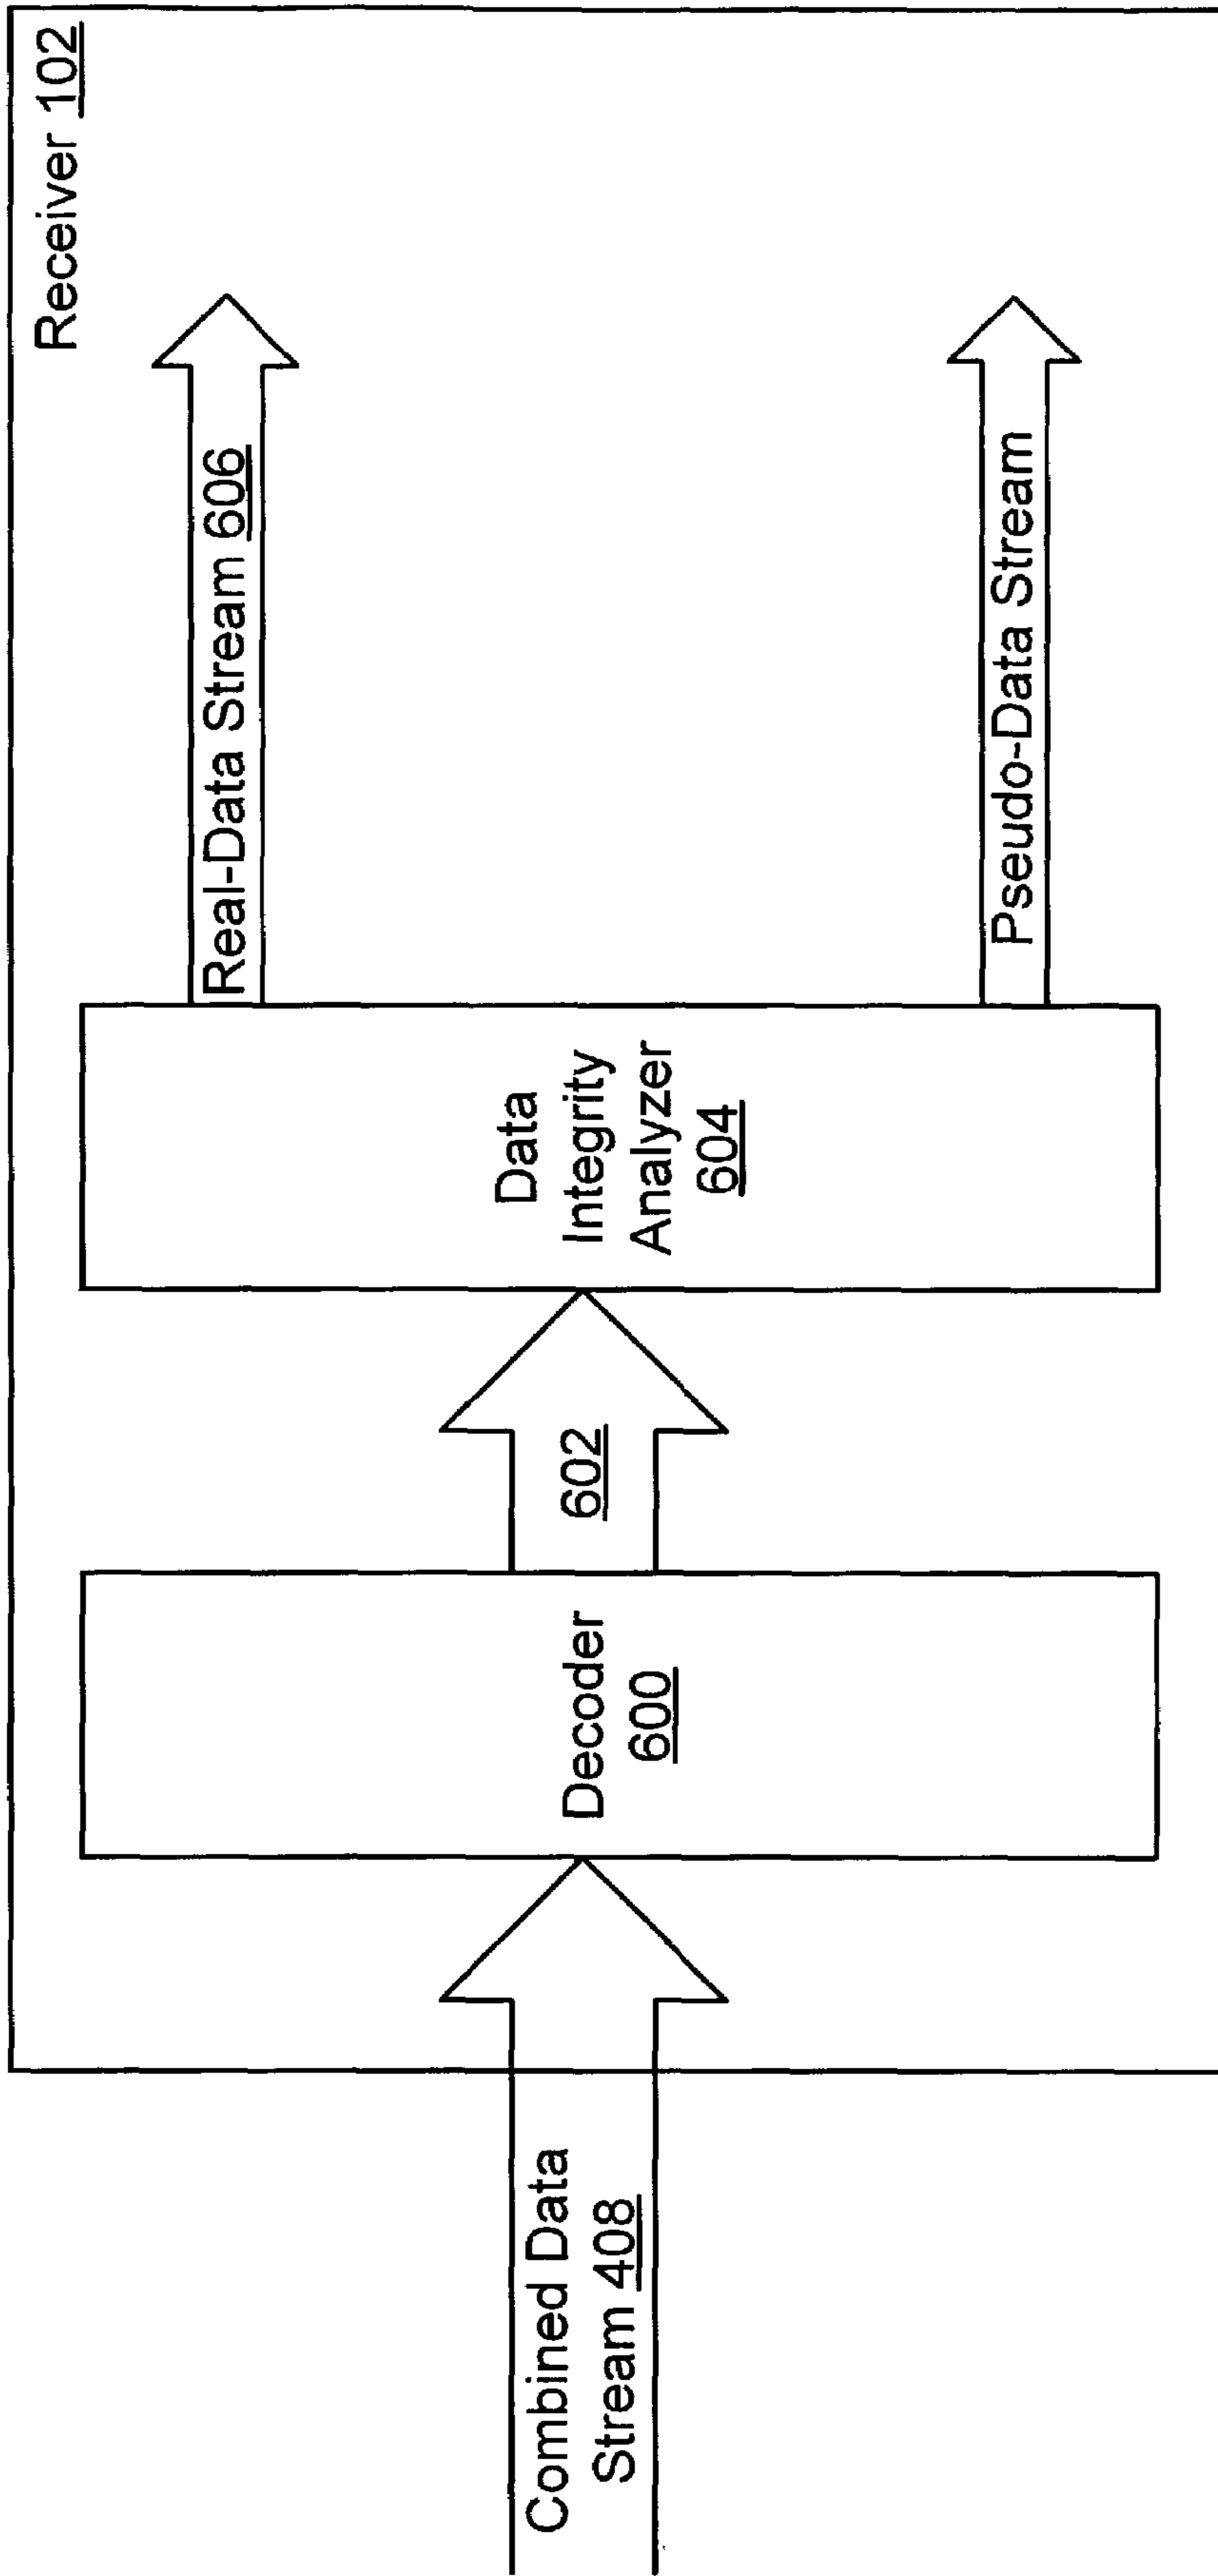 Receiver 102
Combined Data
Stream 408
Decoder
600
602
Data
Integrity
Analyzer
604
Real-Data Stream 606
Pseudo-Data Stream